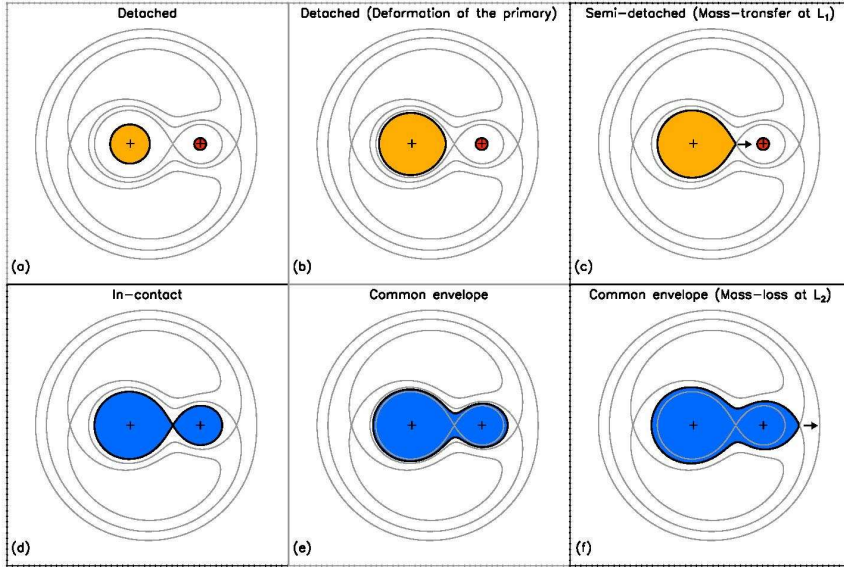 Detached
(a)
Detached (Deformation of the primary)
(b)
Semi-detached (Mass-transfer at L₁)
(c)
In-contact
(d)
Common envelope
(e)
Common envelope (Mass-loss at L₂)
(f)